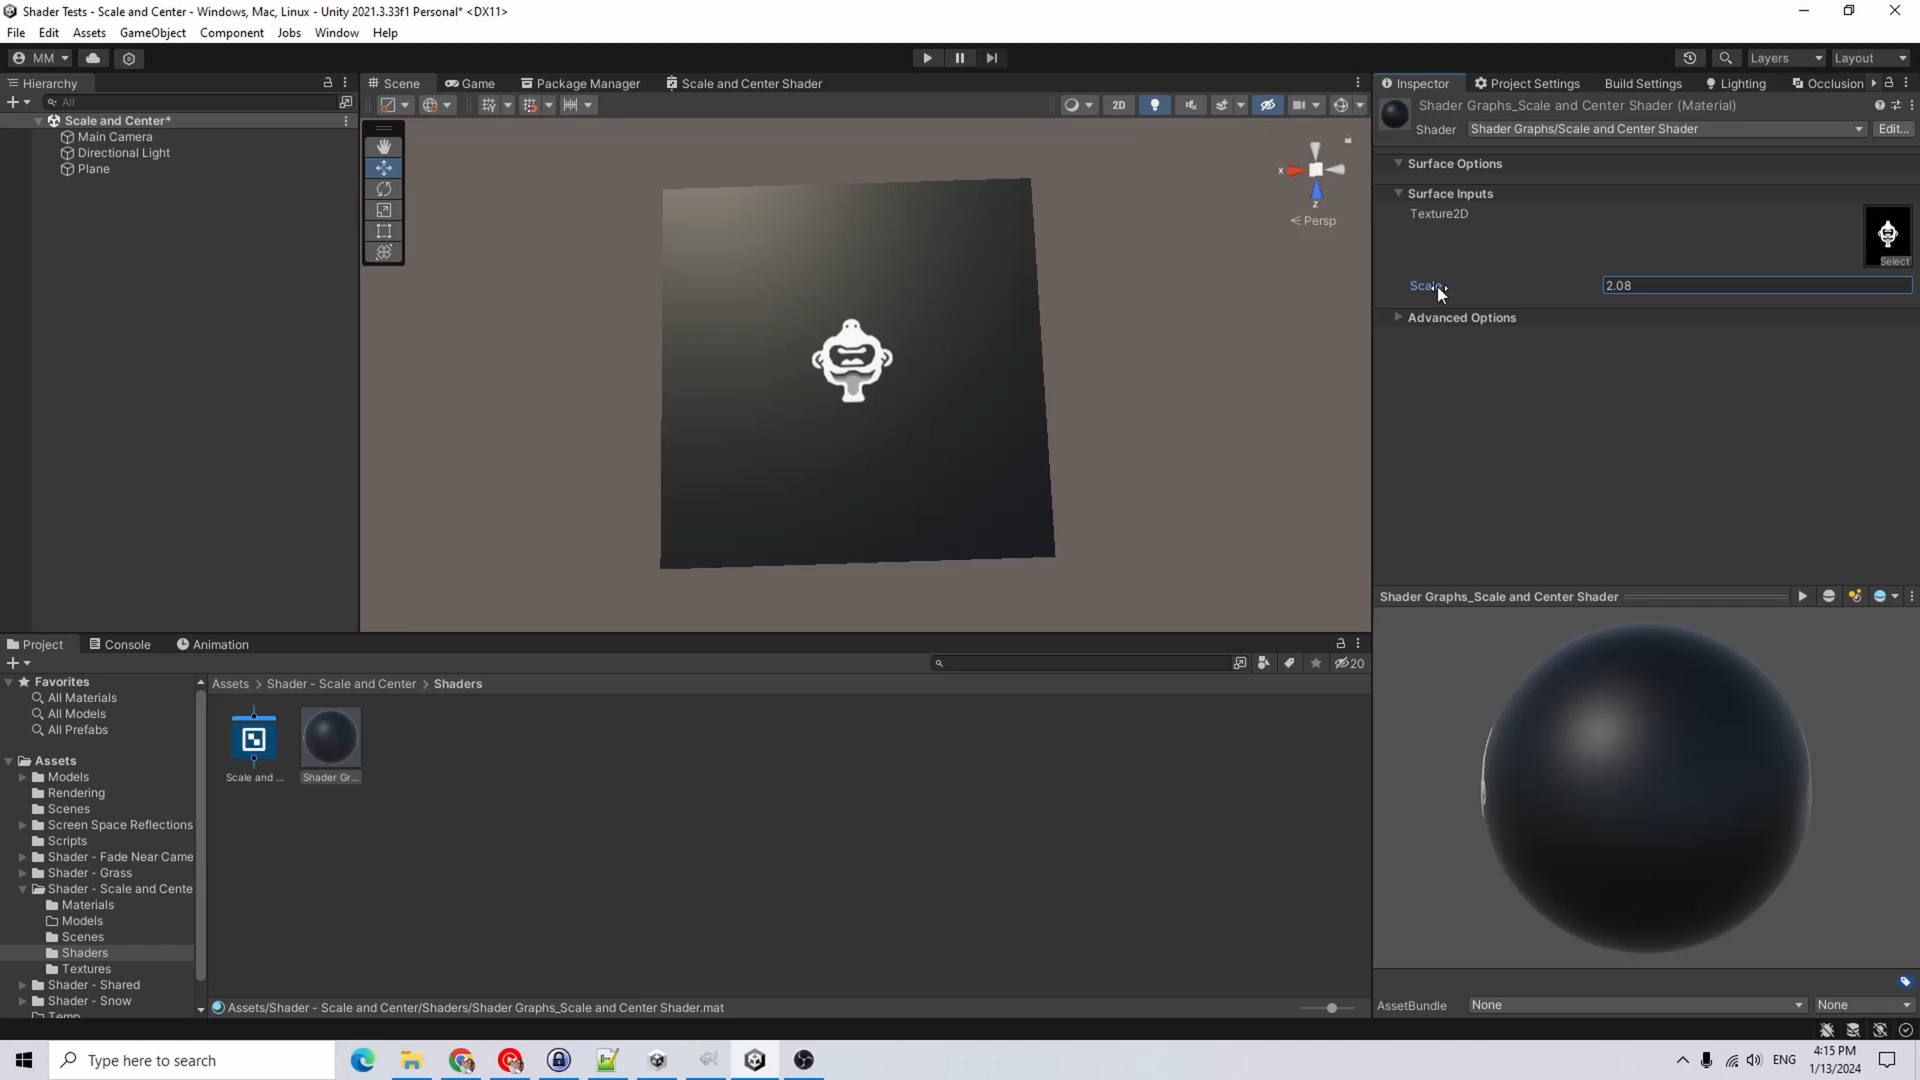 Shader Tests - Scale and Center - Windows, Mac, Linux - Unity 2021.3.33f1 Personal* <DX11>
File Edit Assets GameObject Component Jobs Window Help
MM Layers Layout
Hierarchy
All
Scale and Center*
Main Camera
Directional Light
Plane
Scene Game Package Manager Scale and Center Shader
2D
x
z
< Persp
Inspector Project Settings Build Settings Lighting Occlusion
Shader Graphs_Scale and Center Shader (Material)
Shader Shader Graphs/Scale and Center Shader Edit...
Surface Options
Surface Inputs
Texture2D
Select
Scale 2.08
Advanced Options
Shader Graphs_Scale and Center Shader
AssetBundle None None
Project Console Animation
20
Favorites
All Materials
All Models
All Prefabs
Assets
Models
Rendering
Scenes
Screen Space Reflections
Scripts
Shader - Fade Near Came
Shader - Grass
Shader - Scale and Cente
Materials
Models
Scenes
Shaders
Textures
Shader - Shared
Shader - Snow
Temp
Assets > Shader - Scale and Center > Shaders
Scale and ... Shader Gr...
Assets/Shader - Scale and Center/Shaders/Shader Graphs_Scale and Center Shader.mat
Type here to search
ENG
4:15 PM
1/13/2024